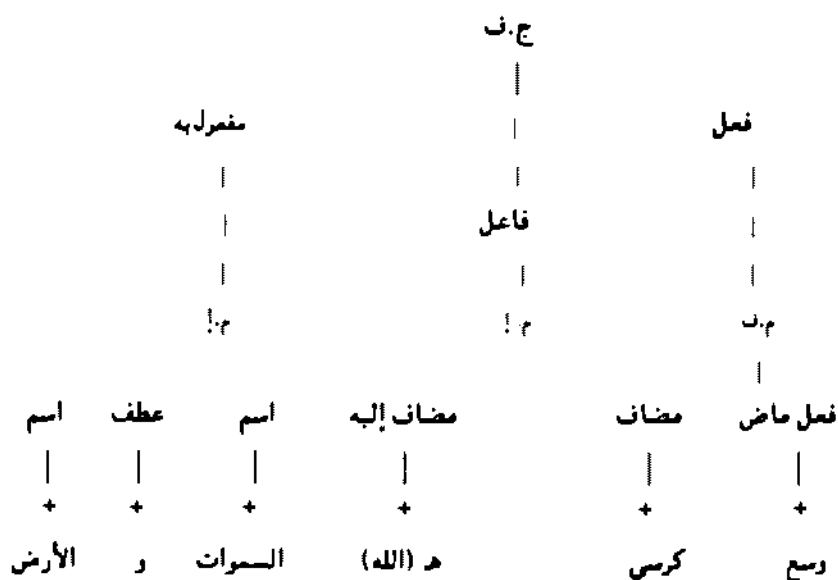 ج.ف
فعل مفعول به
فاعل
م.ف م.! م.!
فعل ماض مضاف مضاف إليه اسم عطف اسم
+ + + + + +
وسع كرسي هـ (الله) السموات و الأرض